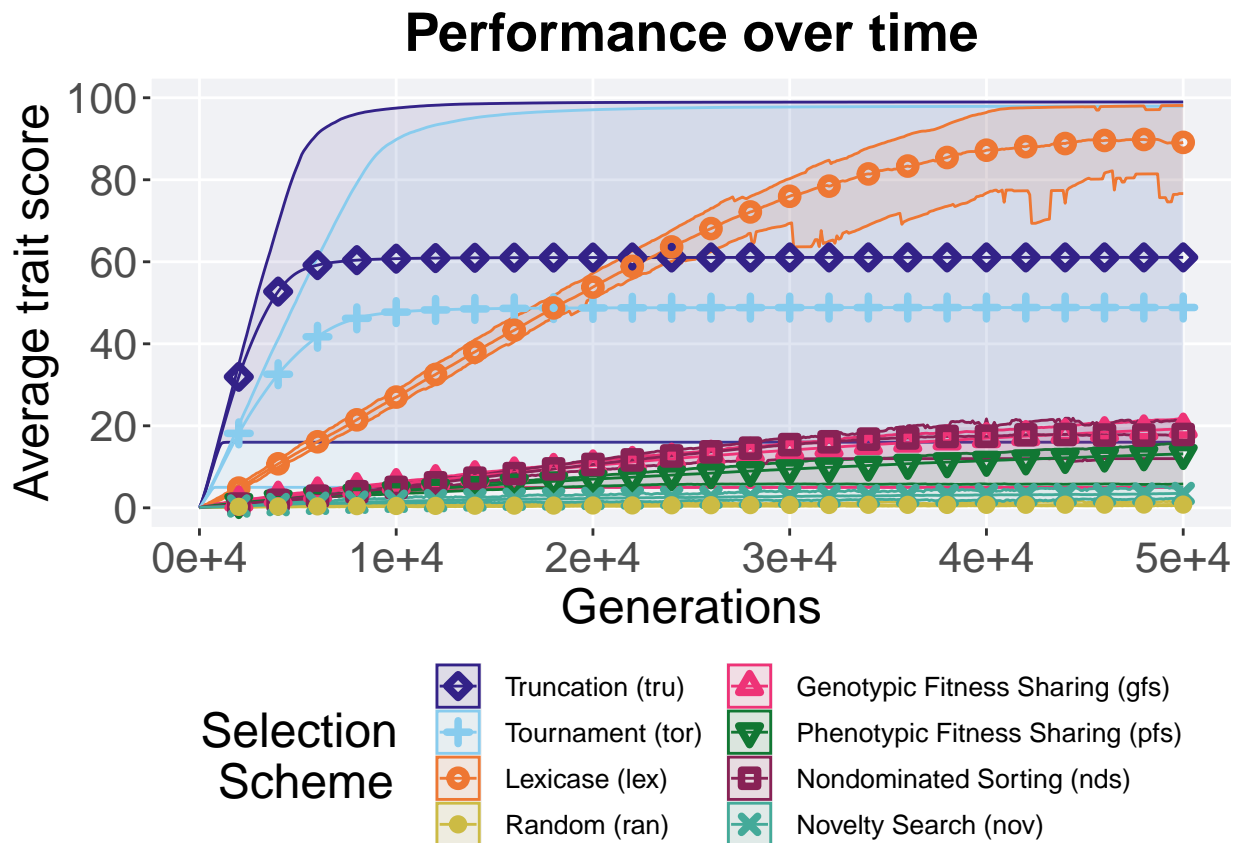 Performance over time
Average trait score
100
80
60
40
20
0
0e+4 1e+4 2e+4 3e+4 4e+4 5e+4
Generations
Selection
Scheme
Truncation (tru)
Tournament (tor)
Lexicase (lex)
Random (ran)
Genotypic Fitness Sharing (gfs)
Phenotypic Fitness Sharing (pfs)
Nondominated Sorting (nds)
Novelty Search (nov)